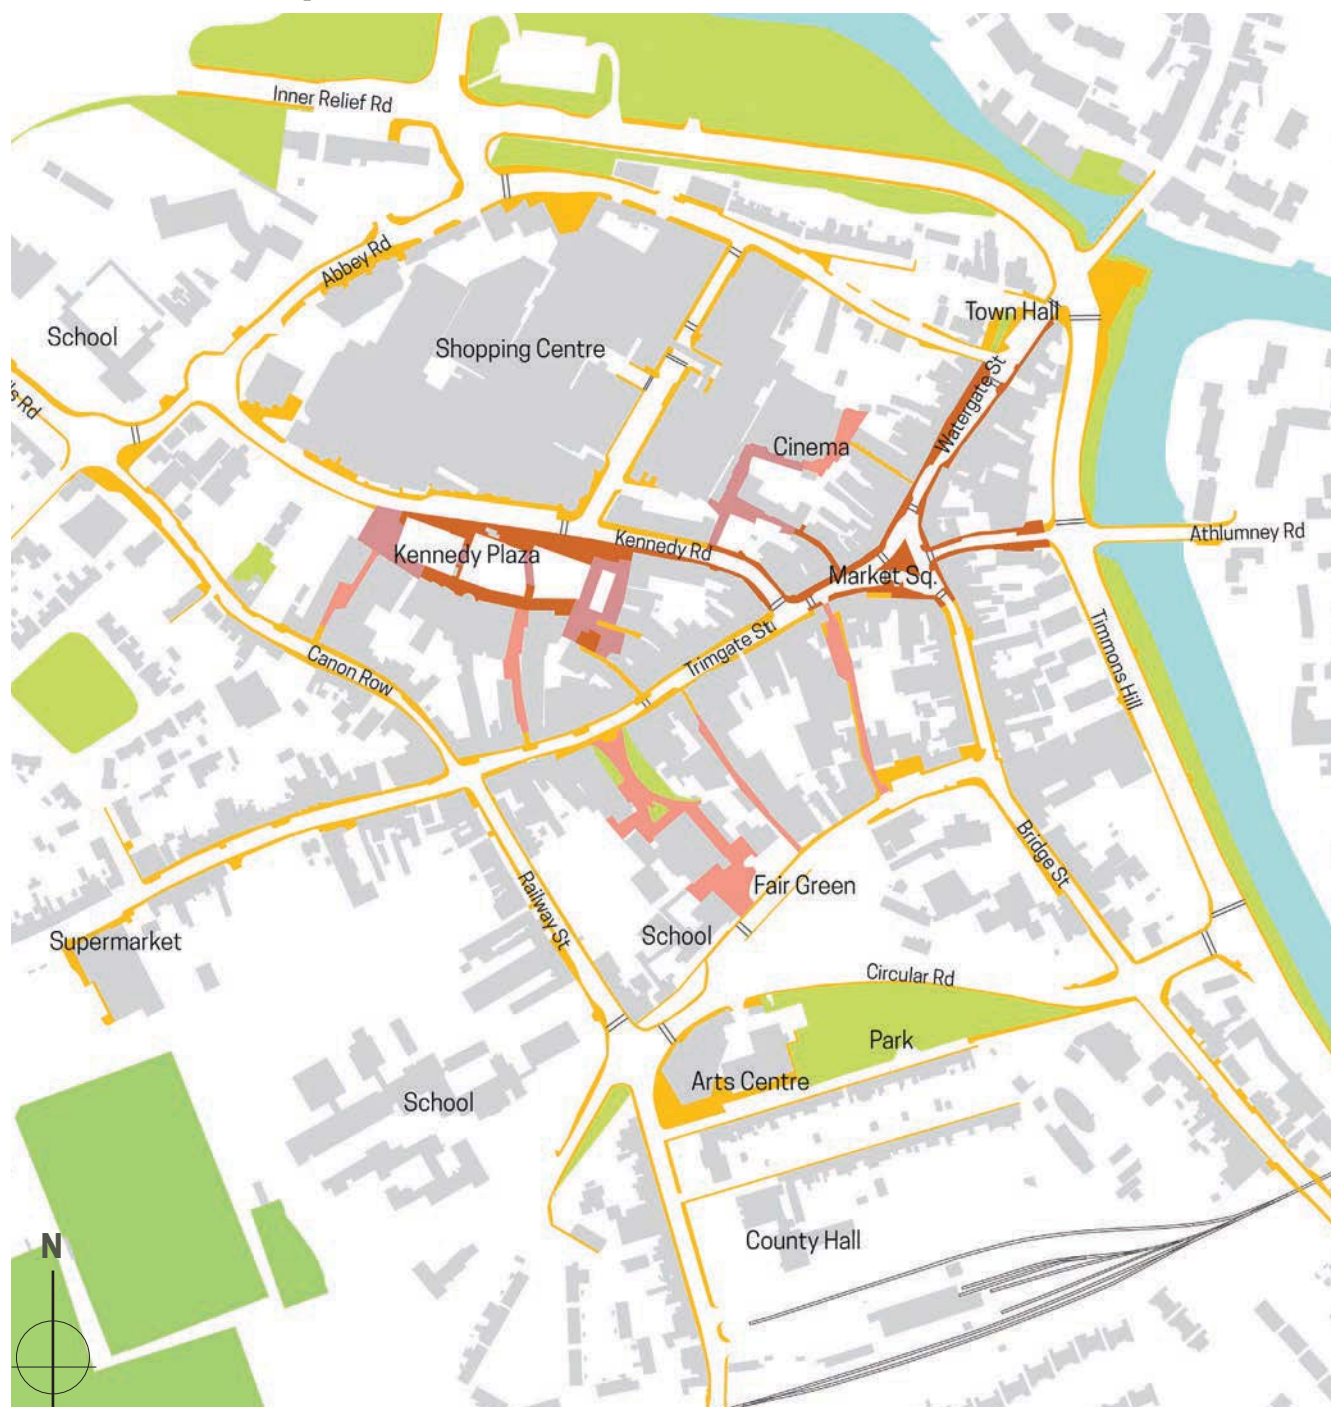 Inner Relief Rd
Abbey Rd
Town Hall
School
Shopping Centre
Watergate St
ls Rd
Cinema
Athlumney Rd
Kennedy Rd
Kennedy Plaza
Market Sq.
Timmons Hill
Trimgate St
Canon Row
Bridge St
Fair Green
Railway St
School
Supermarket
Circular Rd
Park
Arts Centre
School
County Hall
N